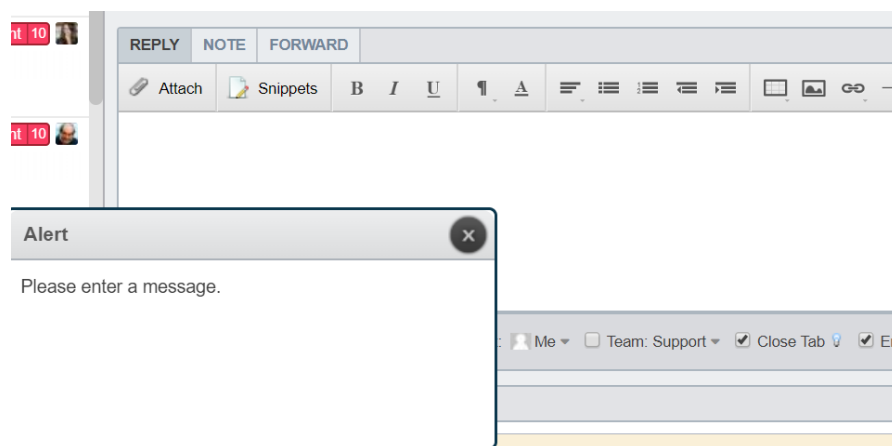 nt 10
REPLY NOTE FORWARD
Attach Snippets B I U ¶ A
nt 10
Alert
Please enter a message.
: Me Team: Support Close Tab